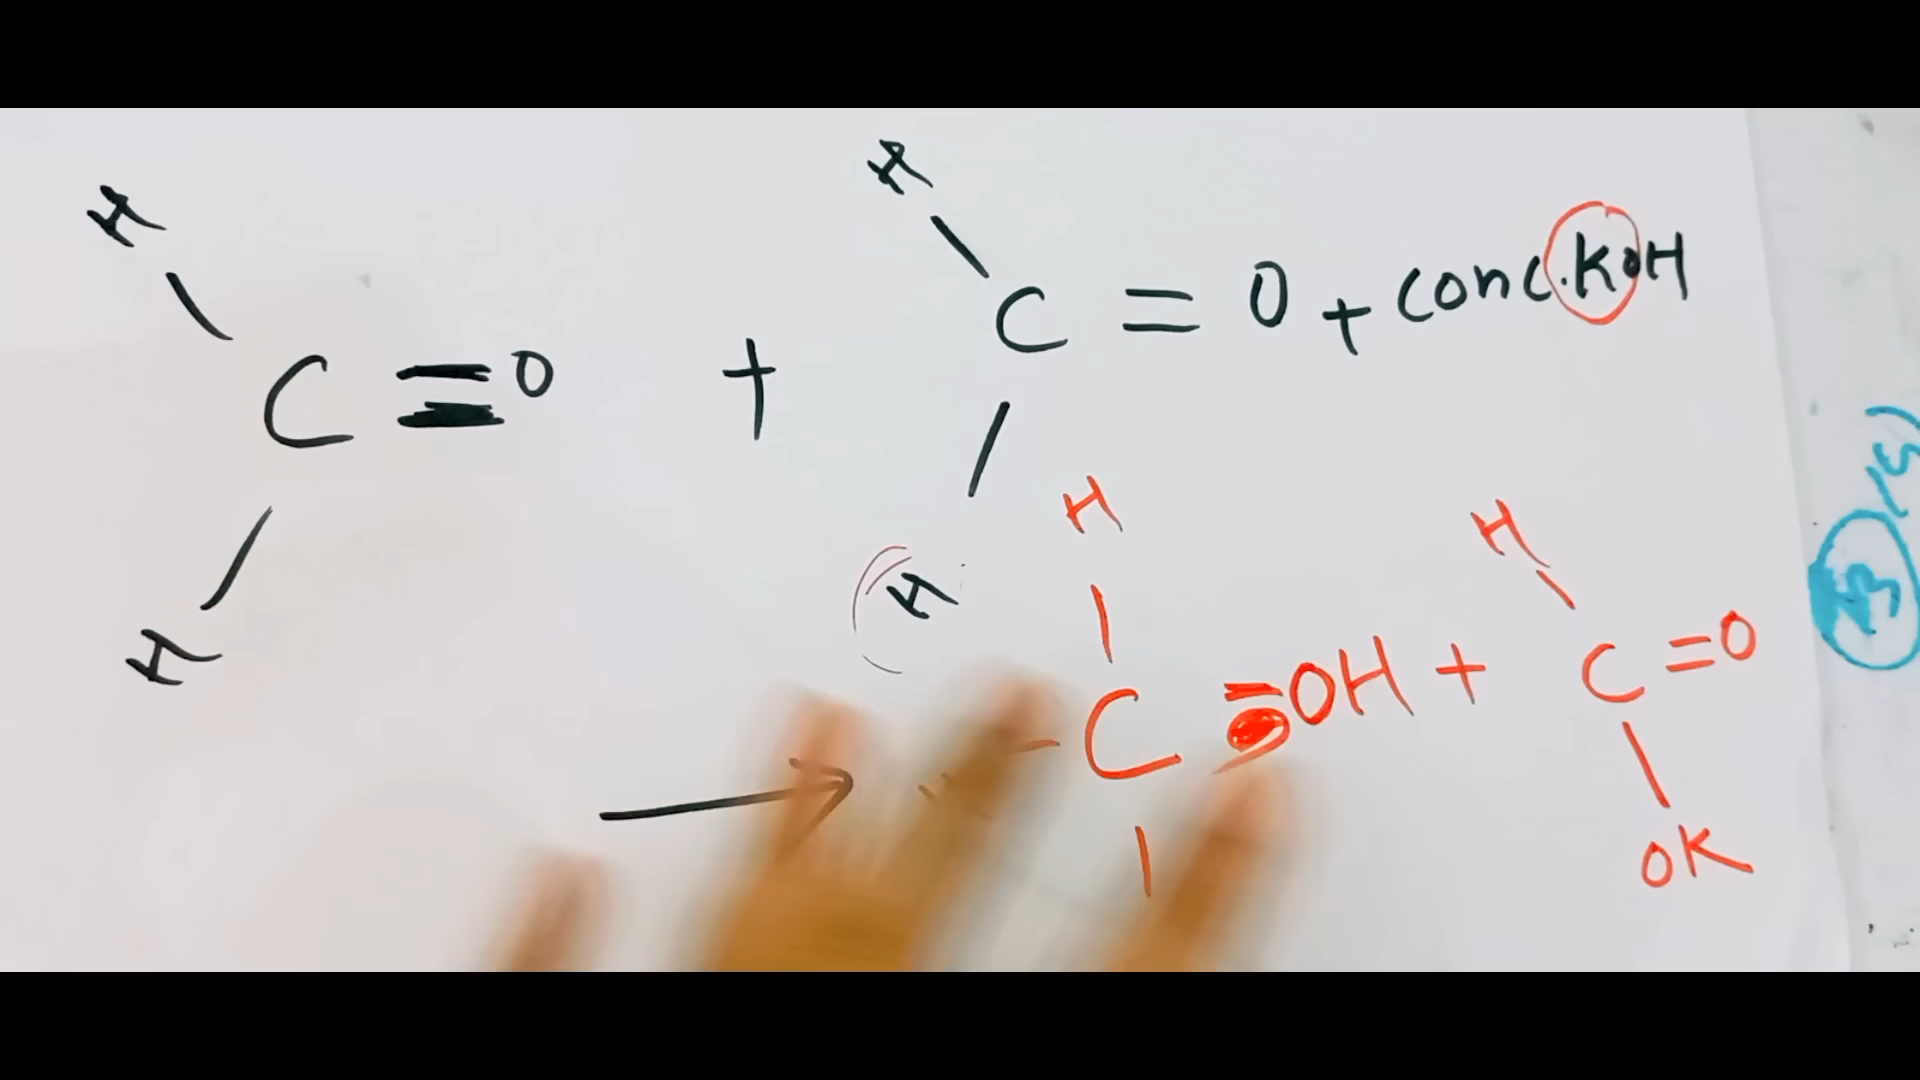 H H
C = O + C = O + conc. KOH
H H
H H
→ C - OH + C = O
OK